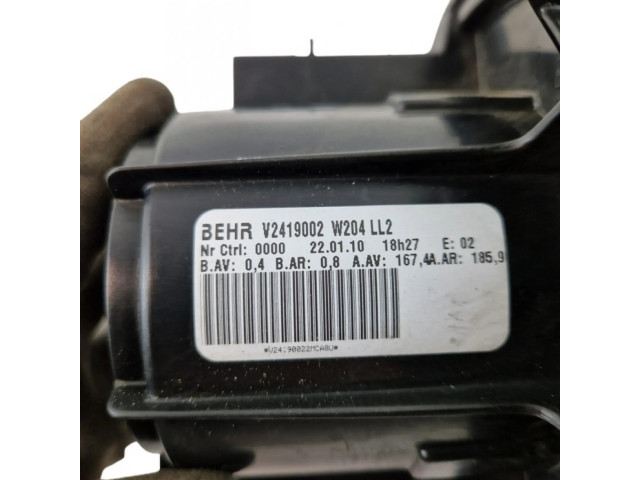 BEHR V2419002 W204 LL2
Nr Ctrl: 0000 22.01.10 18h27 E: 02
B.AV: 0,4 B.AR: 0,8 A.AV: 167,4A.AR: 185,9
*V24190022MCABU*